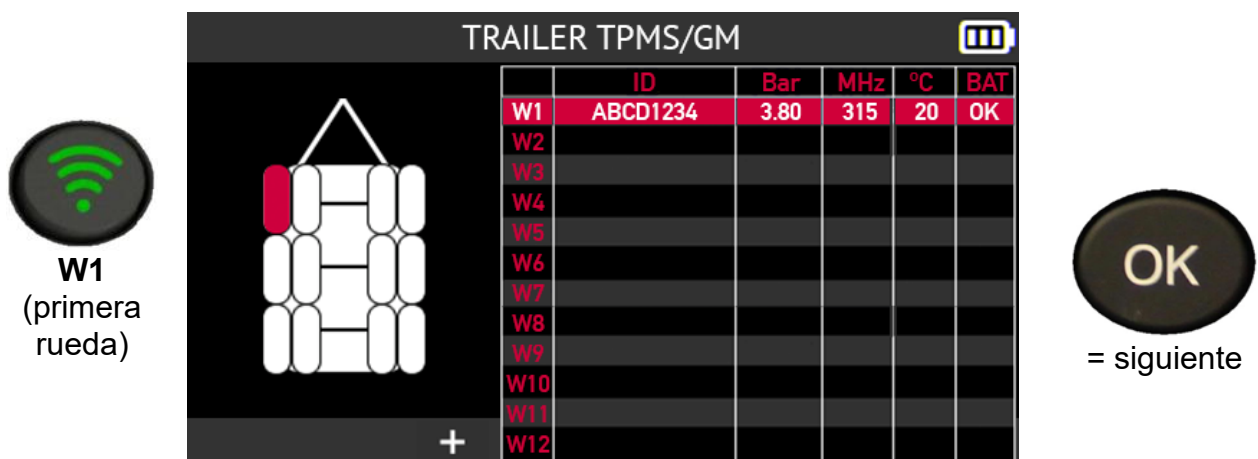 TRAILER TPMS/GM
ID Bar MHz °C BAT
W1 ABCD1234 3.80 315 20 OK
W2
W3
W4
W5
W6
W7
W8
W9
W10
W11
W12
+
W1
(primera
rueda)
OK
= siguiente